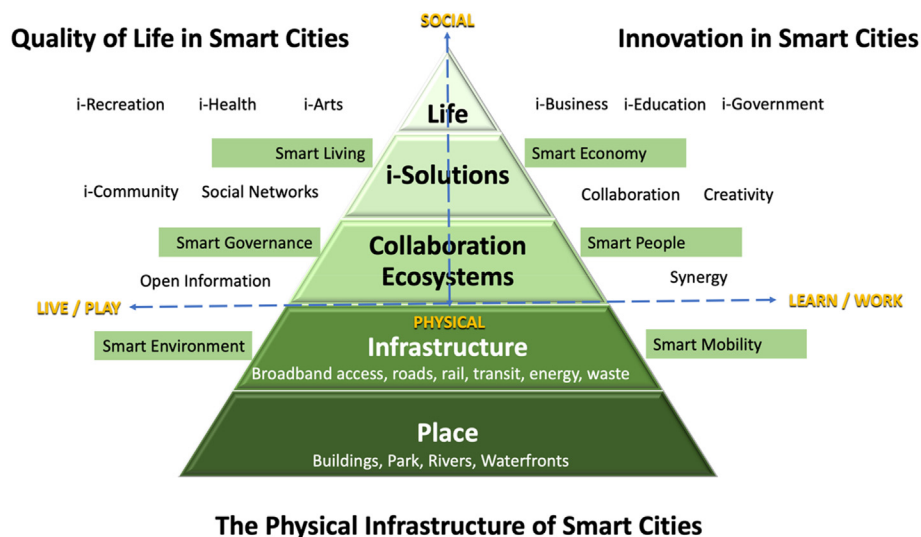 SOCIAL
Quality of Life in Smart Cities
Innovation in Smart Cities
i-Recreation i-Health i-Arts
Life
i-Business i-Education i-Government
Smart Living
Smart Economy
i-Solutions
i-Community Social Networks
Collaboration Creativity
Smart Governance
Collaboration
Ecosystems
Smart People
Open Information
Synergy
LIVE / PLAY
LEARN / WORK
PHYSICAL
Smart Environment
Infrastructure
Smart Mobility
Broadband access, roads, rail, transit, energy, waste
Place
Buildings, Park, Rivers, Waterfronts
The Physical Infrastructure of Smart Cities